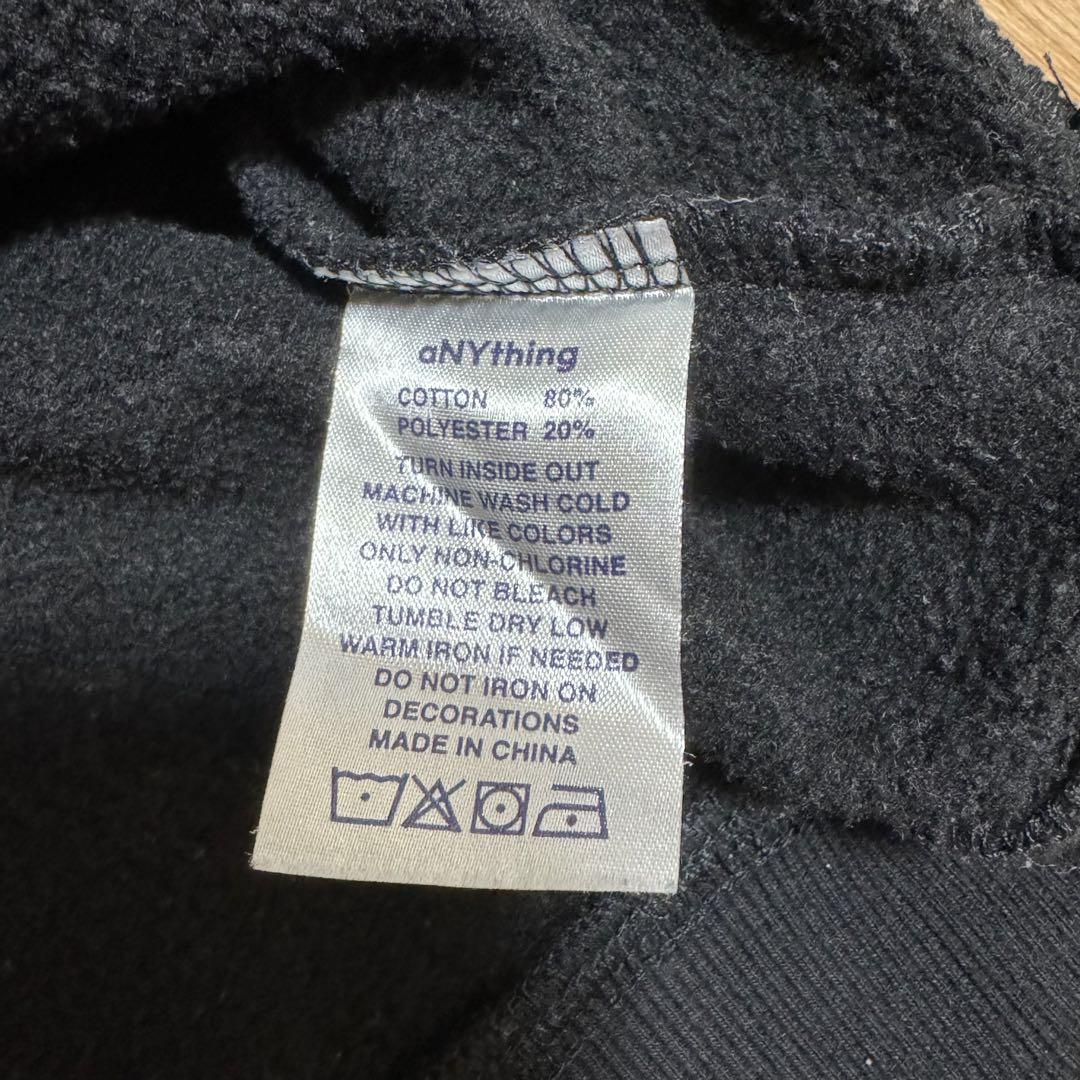 aNYthing
COTTON 80%
POLYESTER 20%
TURN INSIDE OUT
MACHINE WASH COLD
WITH LIKE COLORS
ONLY NON-CHLORINE
DO NOT BLEACH
TUMBLE DRY LOW
WARM IRON IF NEEDED
DO NOT IRON ON
DECORATIONS
MADE IN CHINA